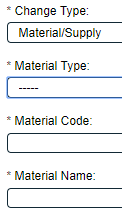 * Change Type:
Material/Supply
* Material Type:
-----
* Material Code:
* Material Name: